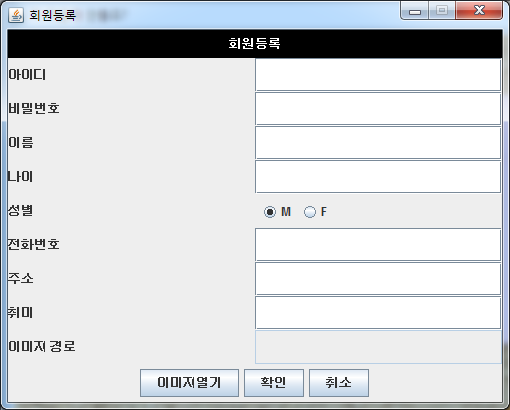 회원등록
회원등록
아이디
비밀번호
이름
나이
성별 M F
전화번호
주소
취미
이미지 경로
이미지열기 확인 취소